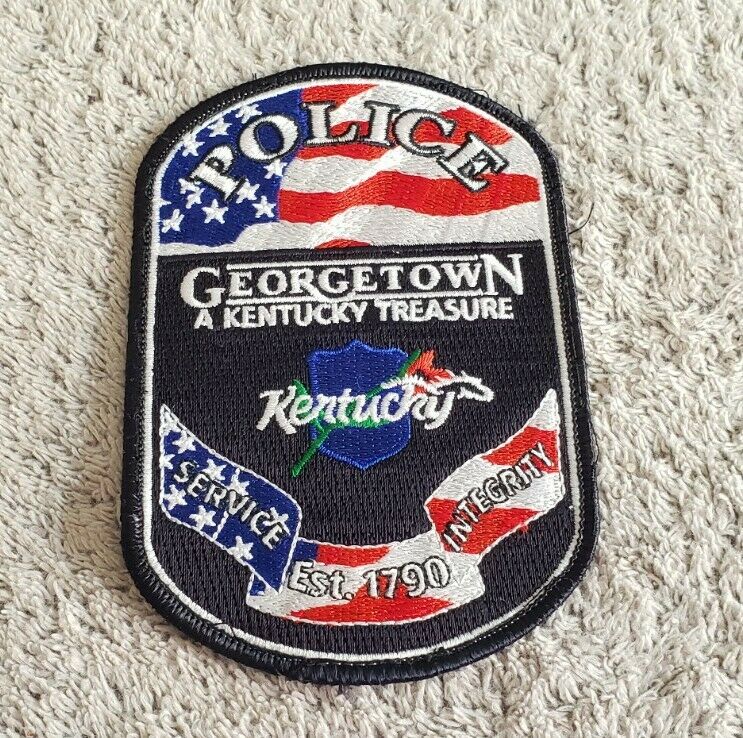 POLICE
GEORGETOWN
A KENTUCKY TREASURE
Kentucky
SERVICE
Est. 1790
INTEGRITY